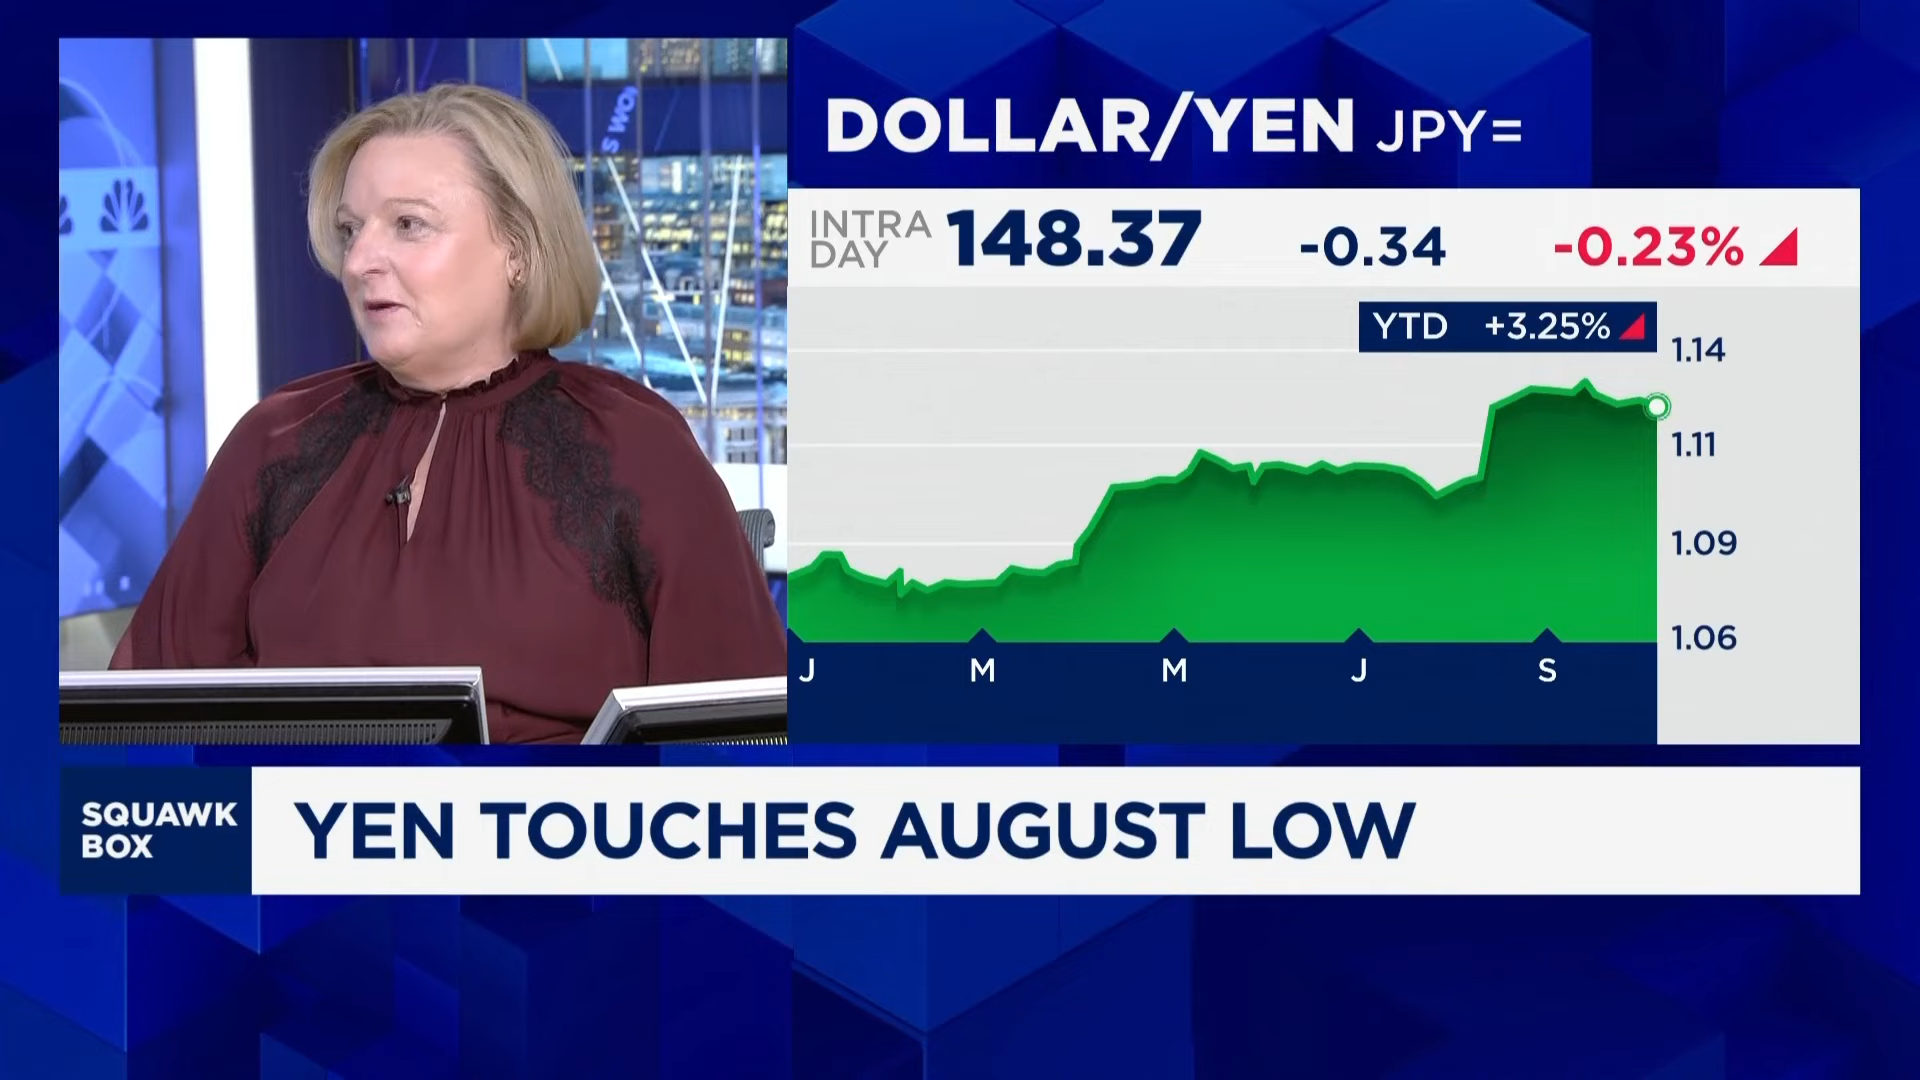 S WO
DOLLAR/YEN JPY=
INTRA DAY 148.37 -0.34 -0.23%
YTD +3.25%
1.14
1.11
1.09
1.06
J M M J S
SQUAWK BOX
YEN TOUCHES AUGUST LOW